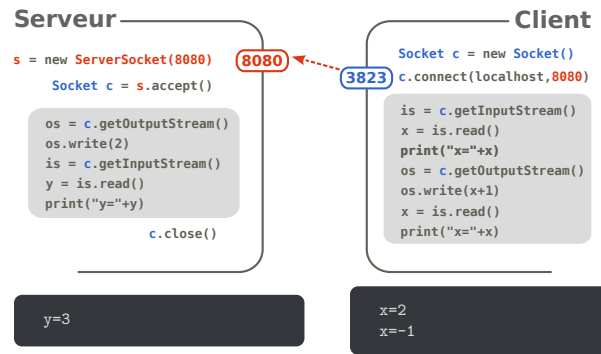 Serveur
s = new ServerSocket(8080)
Socket c = s.accept()
os = c.getOutputStream()
os.write(2)
is = c.getInputStream()
y = is.read()
print("y="+y)
c.close()
8080
3823
Client
Socket c = new Socket()
c.connect(localhost,8080)
is = c.getInputStream()
x = is.read()
print("x="+x)
os = c.getOutputStream()
os.write(x+1)
x = is.read()
print("x="+x)
y=3
x=2
x=-1